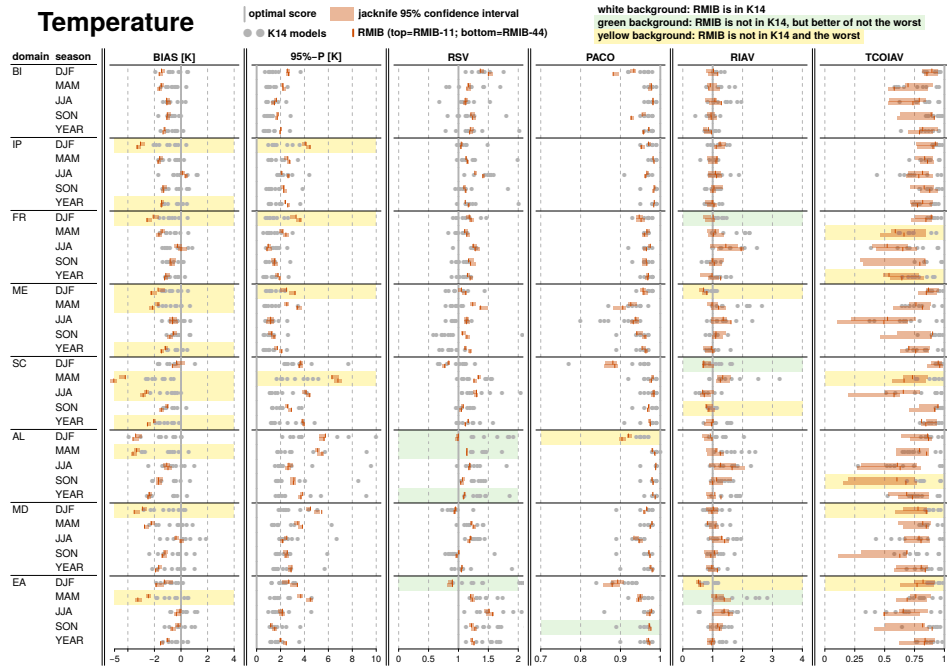 Temperature
optimal score
jacknife 95% confidence interval
K14 models
RMIB (top=RMIB-11; bottom=RMIB-44)
white background: RMIB is in K14
green background: RMIB is not in K14, but better of not the worst
yellow background: RMIB is not in K14 and the worst
domain season BIAS [K] 95%-P [K] RSV PACO RIAV TCOIAV
BI DJF
MAM
JJA
SON
YEAR
IP DJF
MAM
JJA
SON
YEAR
FR DJF
MAM
JJA
SON
YEAR
ME DJF
MAM
JJA
SON
YEAR
SC DJF
MAM
JJA
SON
YEAR
AL DJF
MAM
JJA
SON
YEAR
MD DJF
MAM
JJA
SON
YEAR
EA DJF
MAM
JJA
SON
YEAR
−5 −4 −2 0 2 4 0 2 4 6 8 10 0 0.5 1 1.5 2 0.7 0.8 0.9 1 0 1 2 3 4 0 0.25 0.5 0.75 1